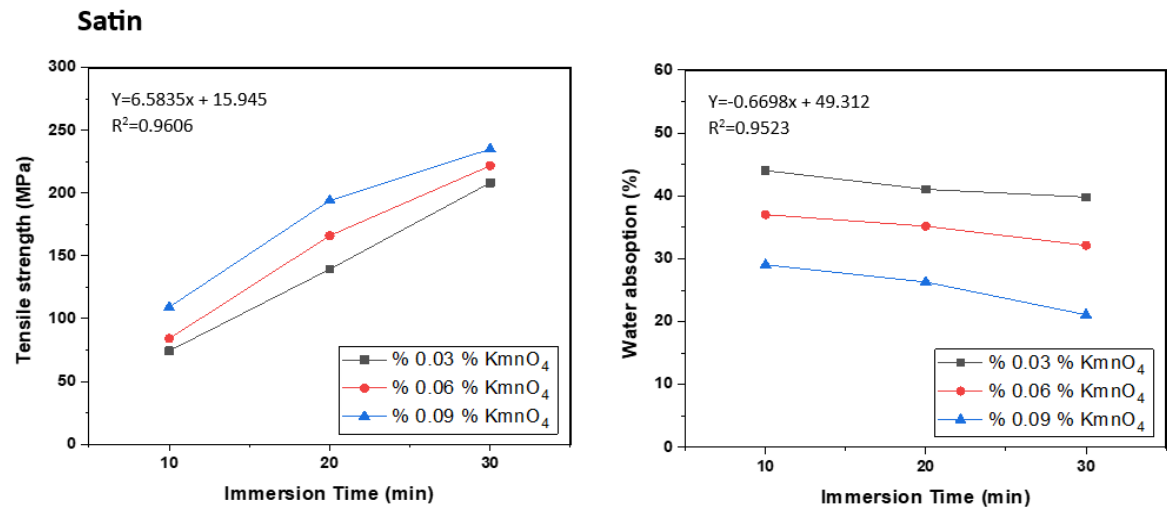 Satin
Tensile strength (MPa)
300
250
200
150
100
50
0
Y=6.5835x + 15.945
R²=0.9606
% 0.03 % KmnO₄
% 0.06 % KmnO₄
% 0.09 % KmnO₄
10 20 30
Immersion Time (min)
Water absoption (%)
60
50
40
30
20
10
0
Y=-0.6698x + 49.312
R²=0.9523
% 0.03 % KmnO₄
% 0.06 % KmnO₄
% 0.09 % KmnO₄
10 20 30
Immersion Time (min)